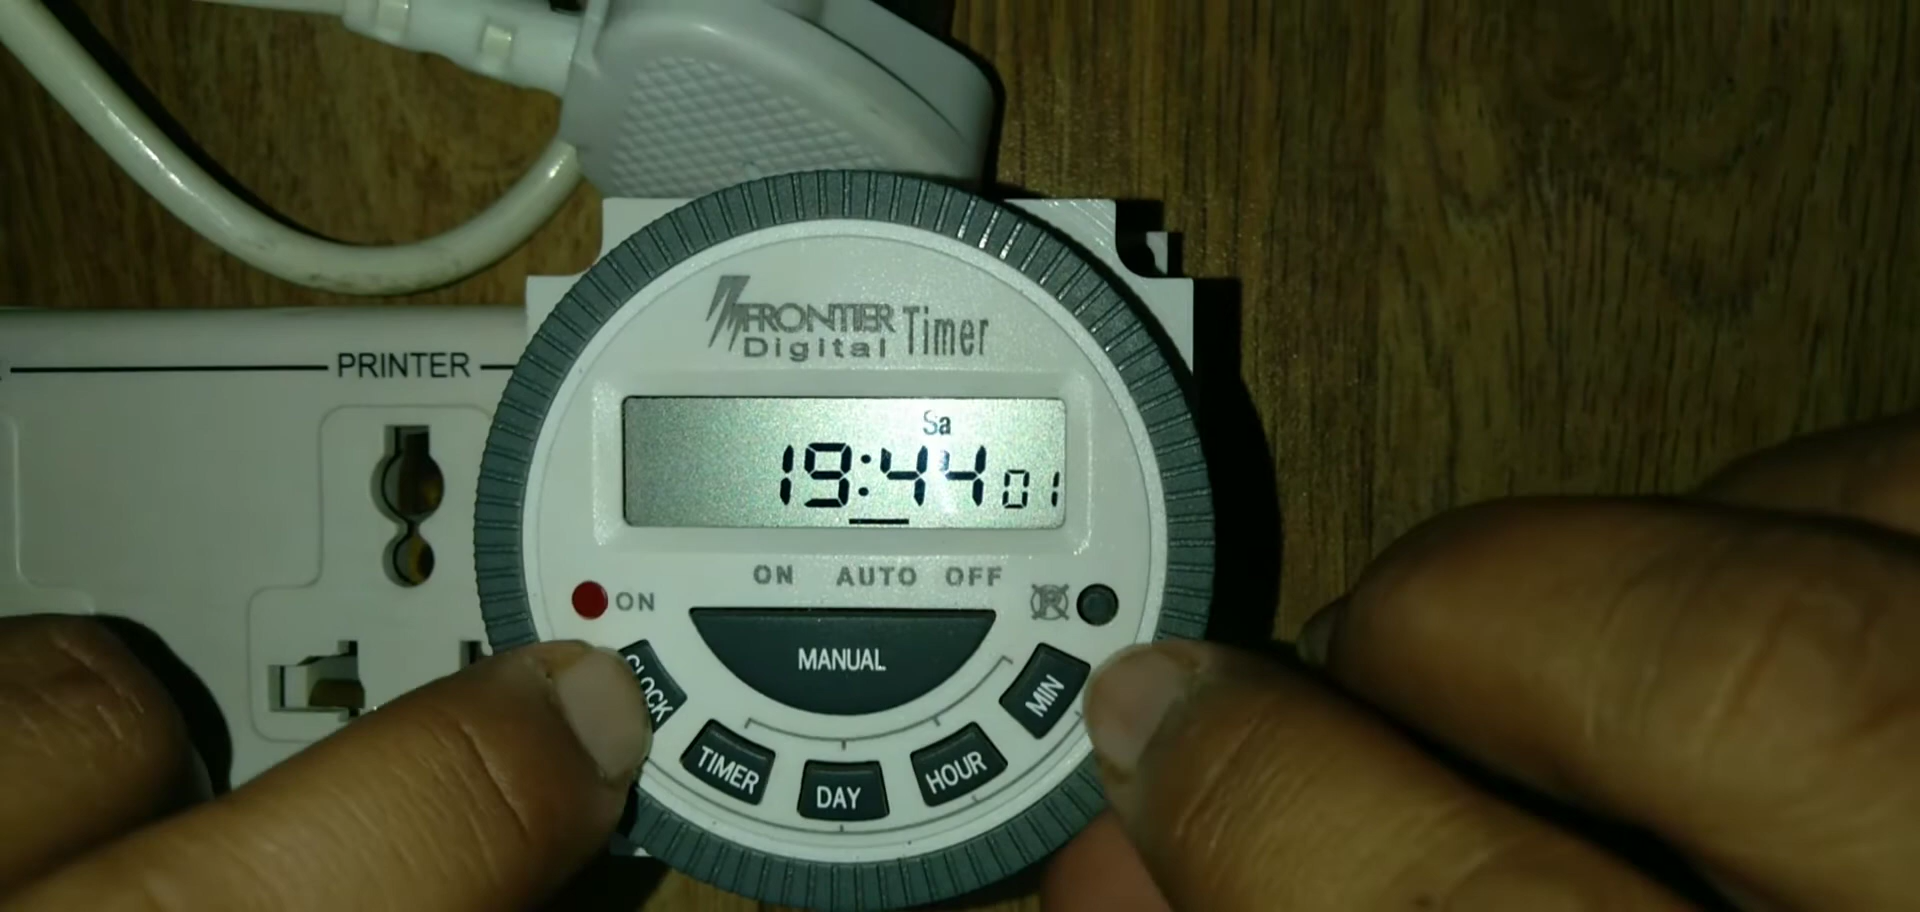 PRINTER
FRONTIER Timer
Digital
Sa
19:44 01
ON AUTO OFF
ON
R
MANUAL
CLOCK
MIN
TIMER
HOUR
DAY